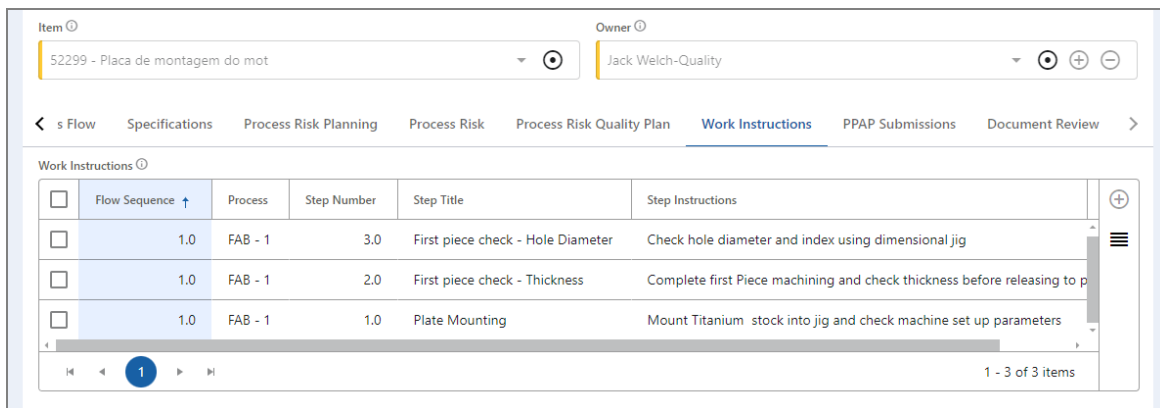 Item
Owner
52299 - Placa de montagem do mot
Jack Welch-Quality
s Flow Specifications Process Risk Planning Process Risk Process Risk Quality Plan Work Instructions PPAP Submissions Document Review
Work Instructions
Flow Sequence Process Step Number Step Title Step Instructions
1.0 FAB - 1 3.0 First piece check - Hole Diameter Check hole diameter and index using dimensional jig
1.0 FAB - 1 2.0 First piece check - Thickness Complete first Piece machining and check thickness before releasing to p
1.0 FAB - 1 1.0 Plate Mounting Mount Titanium stock into jig and check machine set up parameters
1
1 - 3 of 3 items